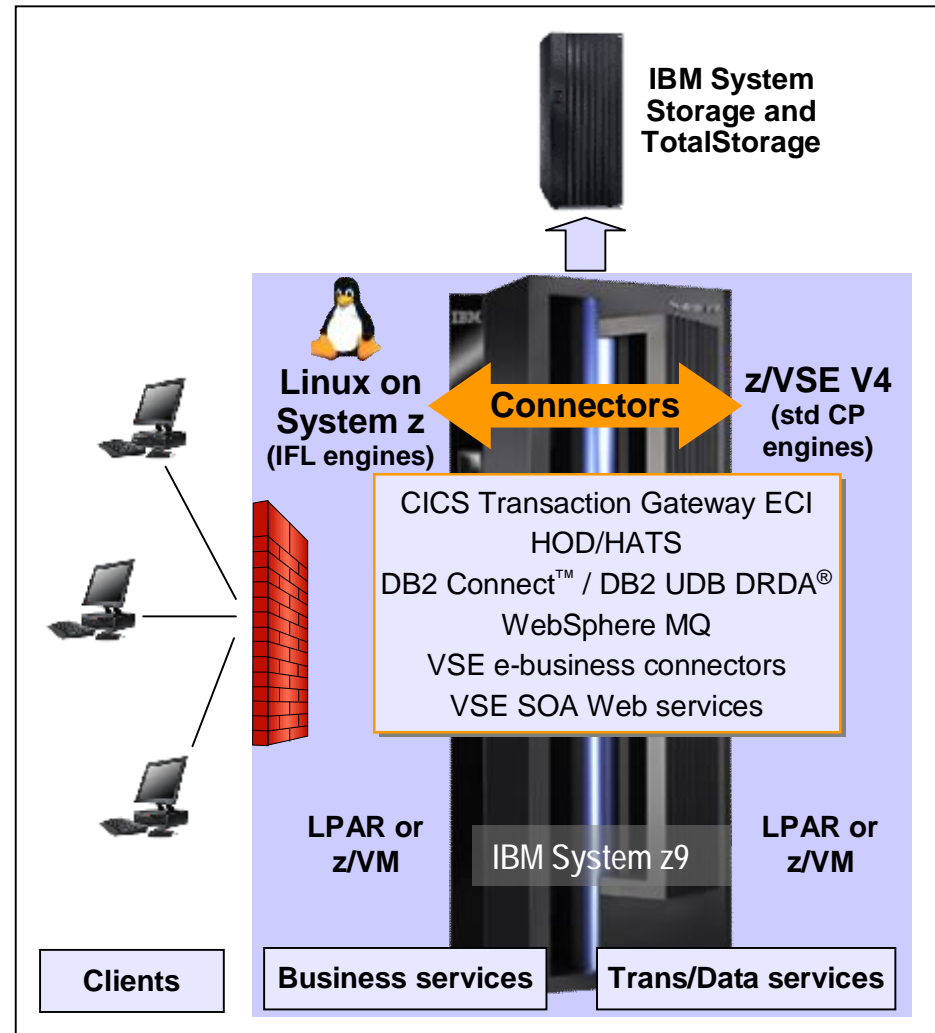 IBM System
Storage and
TotalStorage
IBM
Linux on
System z
(IFL engines)
Connectors
z/VSE V4
(std CP
engines)
CICS Transaction Gateway ECI
HOD/HATS
DB2 Connect™ / DB2 UDB DRDA®
WebSphere MQ
VSE e-business connectors
VSE SOA Web services
LPAR or
z/VM
IBM System z9
LPAR or
z/VM
Clients
Business services
Trans/Data services